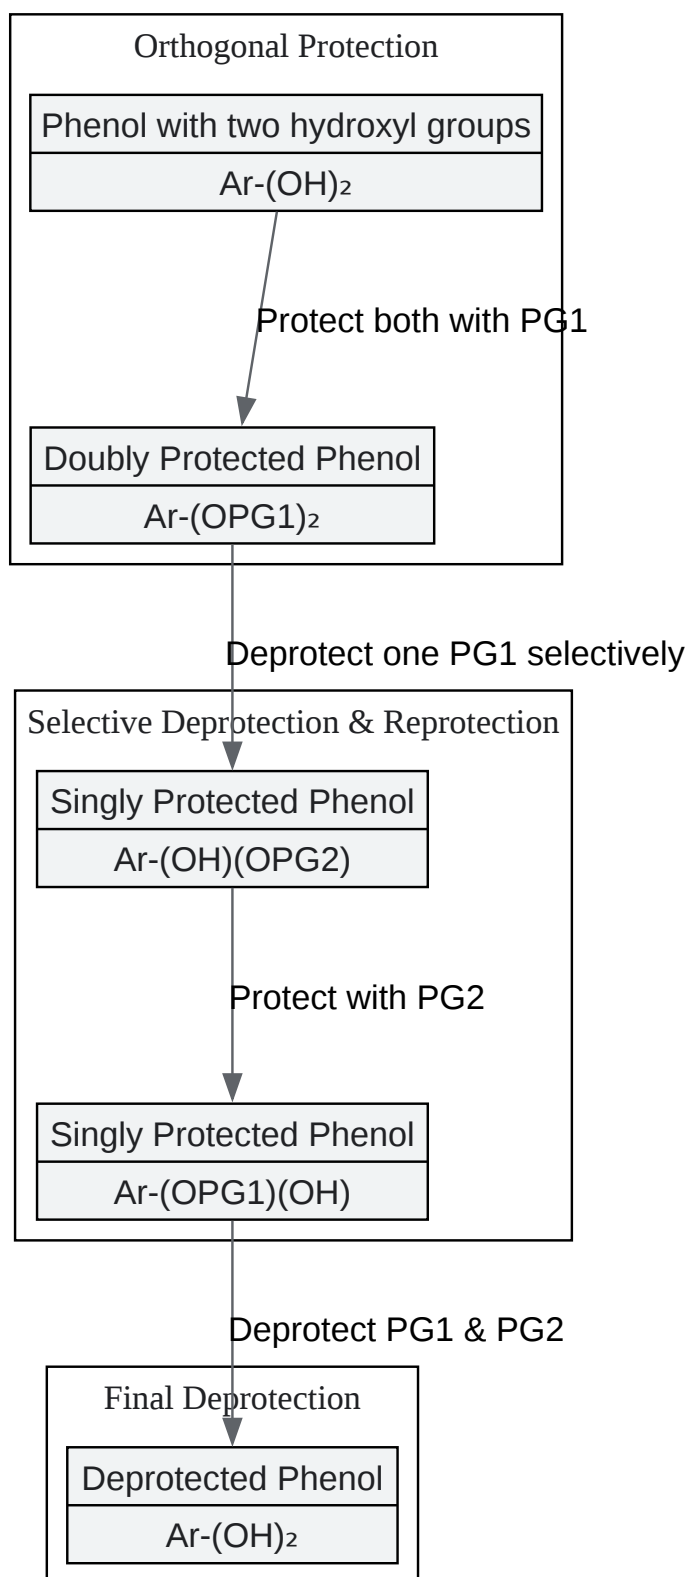 Orthogonal Protection
Phenol with two hydroxyl groups
Ar-(OH)₂
Protect both with PG1
Doubly Protected Phenol
Ar-(OPG1)₂
Deprotect one PG1 selectively
Selective Deprotection & Reprotection
Singly Protected Phenol
Ar-(OH)(OPG2)
Protect with PG2
Singly Protected Phenol
Ar-(OPG1)(OH)
Deprotect PG1 & PG2
Final Deprotection
Deprotected Phenol
Ar-(OH)₂